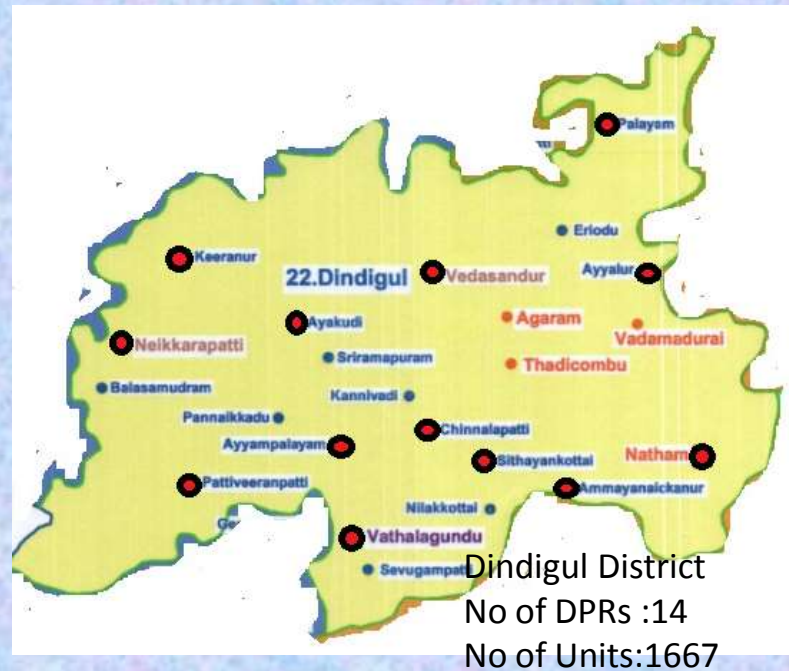 Palayam
Eriodu
Keeranur
22.Dindigul
Vedasandur
Ayyalur
Ayakudi
Agaram
Vadamadurai
Neikkarapatti
Sriramapuram
Thadicombu
Balasamudram
Kannivadi
Pannaikkadu
Chinnalapatti
Ayyampalayam
Sithayankottai
Natham
Pattiveeranpatti
Ammayanaickanur
Nilakkottai
Vathalagundu
Sevugampatti
Dindigul District
No of DPRs :14
No of Units:1667